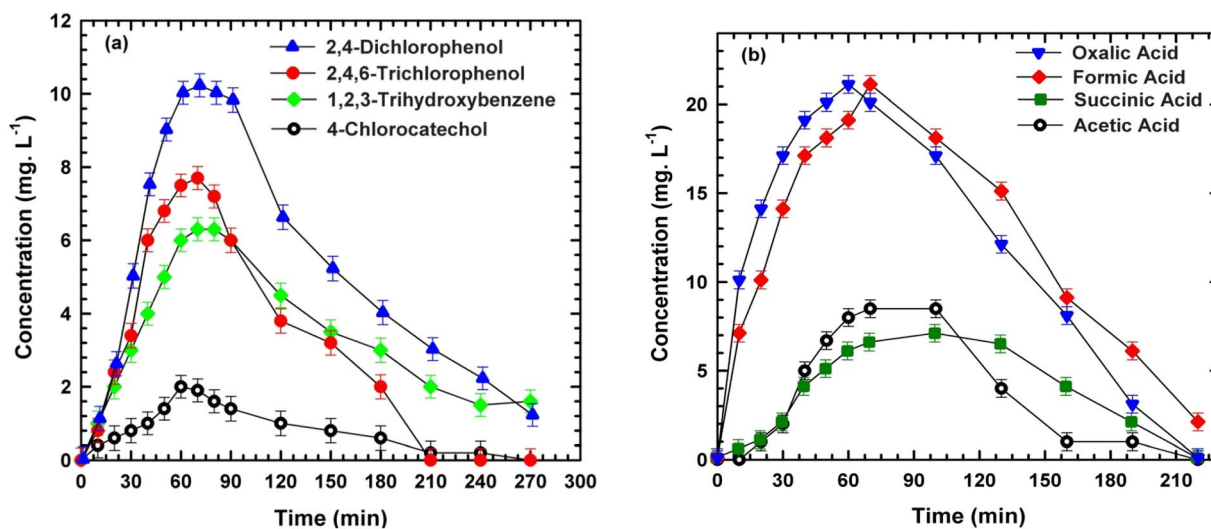 (a)
2,4-Dichlorophenol
2,4,6-Trichlorophenol
1,2,3-Trihydroxybenzene
4-Chlorocatechol
Concentration (mg. L⁻¹)
12
10
8
6
4
2
0
0 30 60 90 120 150 180 210 240 270 300
Time (min)
(b)
Oxalic Acid
Formic Acid
Succinic Acid
Acetic Acid
Concentration (mg. L⁻¹)
20
15
10
5
0
0 30 60 90 120 150 180 210
Time (min)